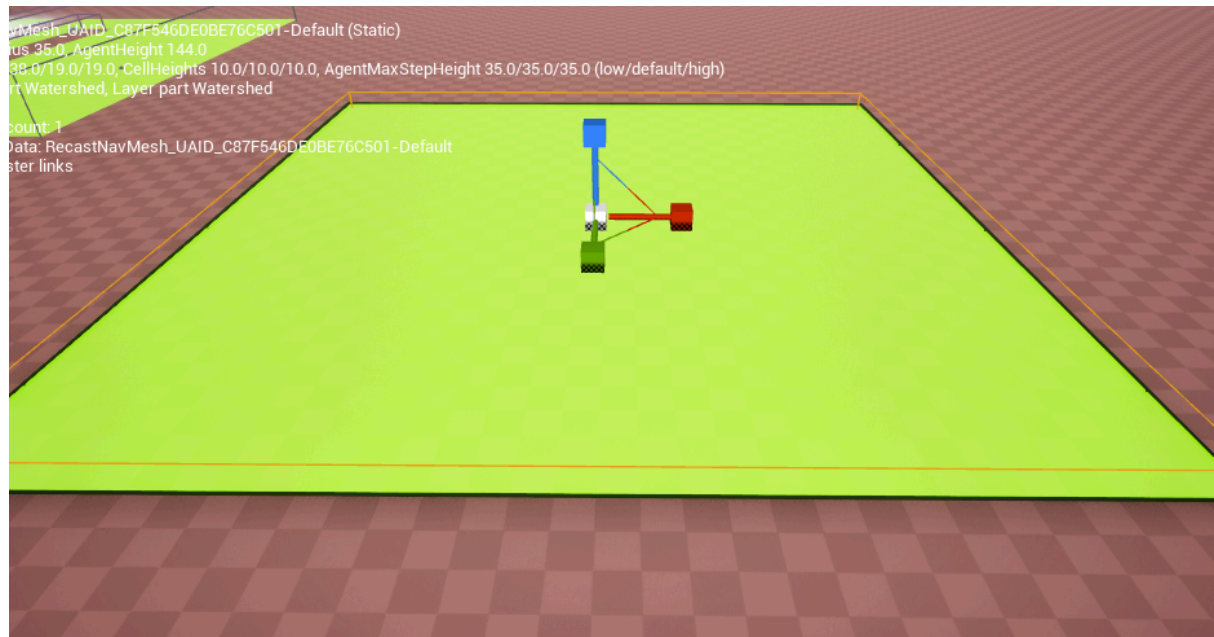 vMesh_UAID_C87F546DE0BE76C501-Default (Static)
us 35.0, AgentHeight 144.0
38.0/19.0/19.0, CellHeights 10.0/10.0/10.0, AgentMaxStepHeight 35.0/35.0/35.0 (low/default/high)
rt Watershed, Layer part Watershed
count: 1
Data: RecastNavMesh_UAID_C87F546DE0BE76C501-Default
ster links